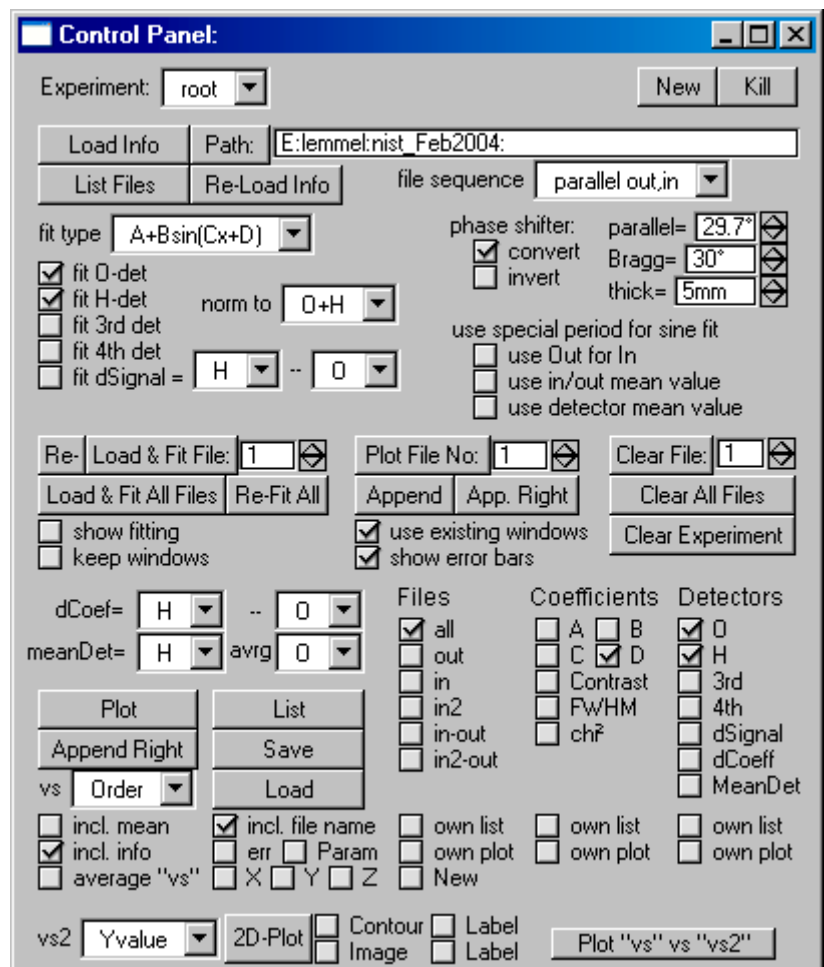 Control Panel:
Experiment: root New Kill
Load Info Path: E:lemmel:nist_Feb2004:
List Files Re-Load Info file sequence parallel out,in
fit type A+Bsin(Cx+D) phase shifter: parallel= 29.7°
convert Bragg= 30°
invert thick= 5mm
fit O-det
fit H-det norm to O+H
fit 3rd det
fit 4th det
fit dSignal = H -- O
use special period for sine fit
use Out for In
use in/out mean value
use detector mean value
Re- Load & Fit File: 1 Plot File No: 1 Clear File: 1
Load & Fit All Files Re-Fit All Append App. Right Clear All Files
show fitting use existing windows Clear Experiment
keep windows show error bars
dCoef= H -- O Files Coefficients Detectors
all A B O
meanDet= H avrg O out C D H
in Contrast 3rd
Plot List in2 FWHM 4th
in-out chi² dSignal
Append Right Save in2-out dCoeff
vs Order Load MeanDet
incl. mean incl. file name own list own list own list
incl. info err Param own plot own plot own plot
average "vs" X Y Z New
vs2 Yvalue 2D-Plot Contour Label Plot "vs" vs "vs2"
Image Label